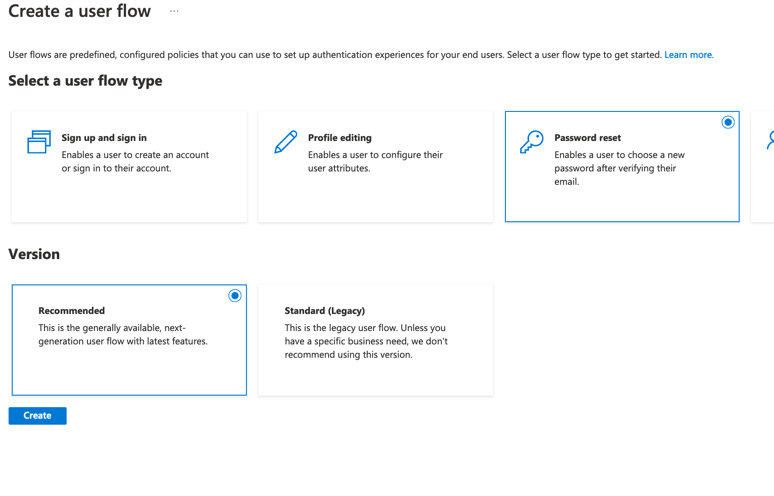 Create a user flow ...
User flows are predefined, configured policies that you can use to set up authentication experiences for your end users. Select a user flow type to get started. Learn more.
Select a user flow type
Sign up and sign in
Enables a user to create an account
or sign in to their account.
Profile editing
Enables a user to configure their
user attributes.
Password reset
Enables a user to choose a new
password after verifying their
email.
Version
Recommended
This is the generally available, next-
generation user flow with latest features.
Standard (Legacy)
This is the legacy user flow. Unless you
have a specific business need, we don't
recommend using this version.
Create